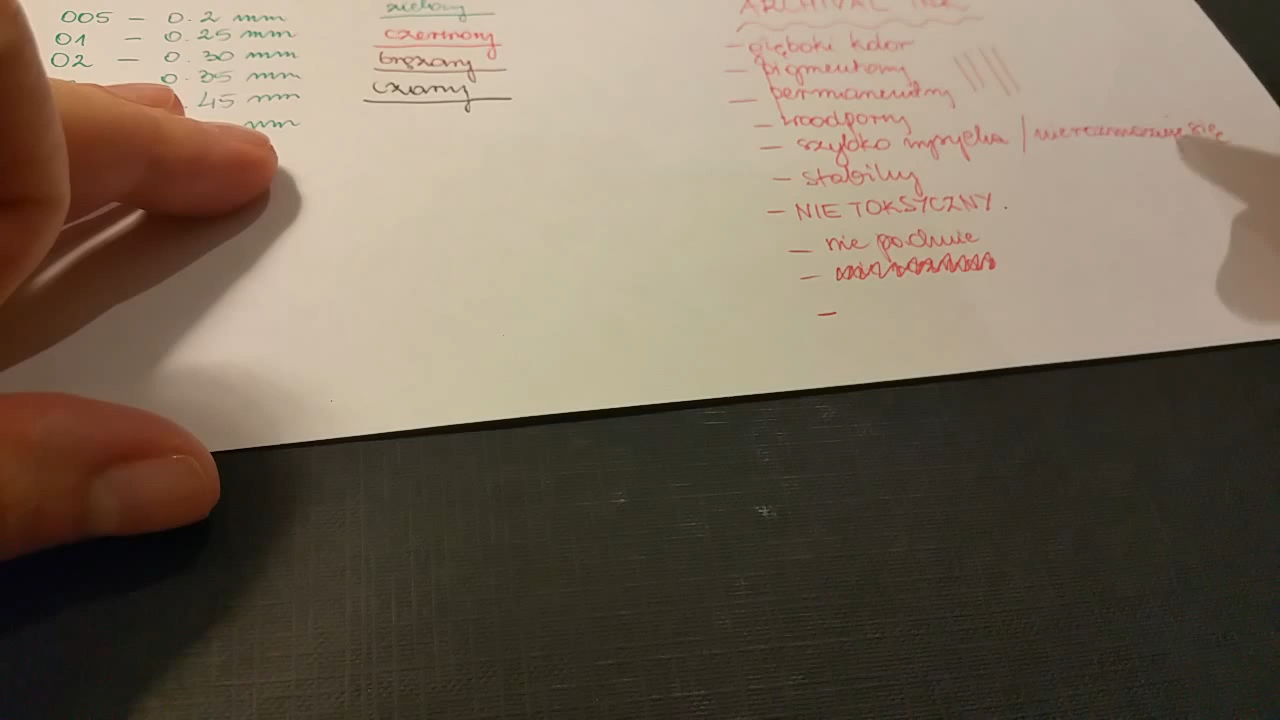 005 - 0.2 mm
01 - 0.25 mm
02 - 0.30 mm
0.35 mm
.45 mm
mm
zielony
czerwony
brązowy
czarny
ARCHIVAL INK
- głęboki kolor
- pigmentowy
- permanentny
- wodoporny
- szybko wysycha / nierozmazuje się
- stabilny
- NIE TOKSYCZNY.
- nie pachnie
-
-